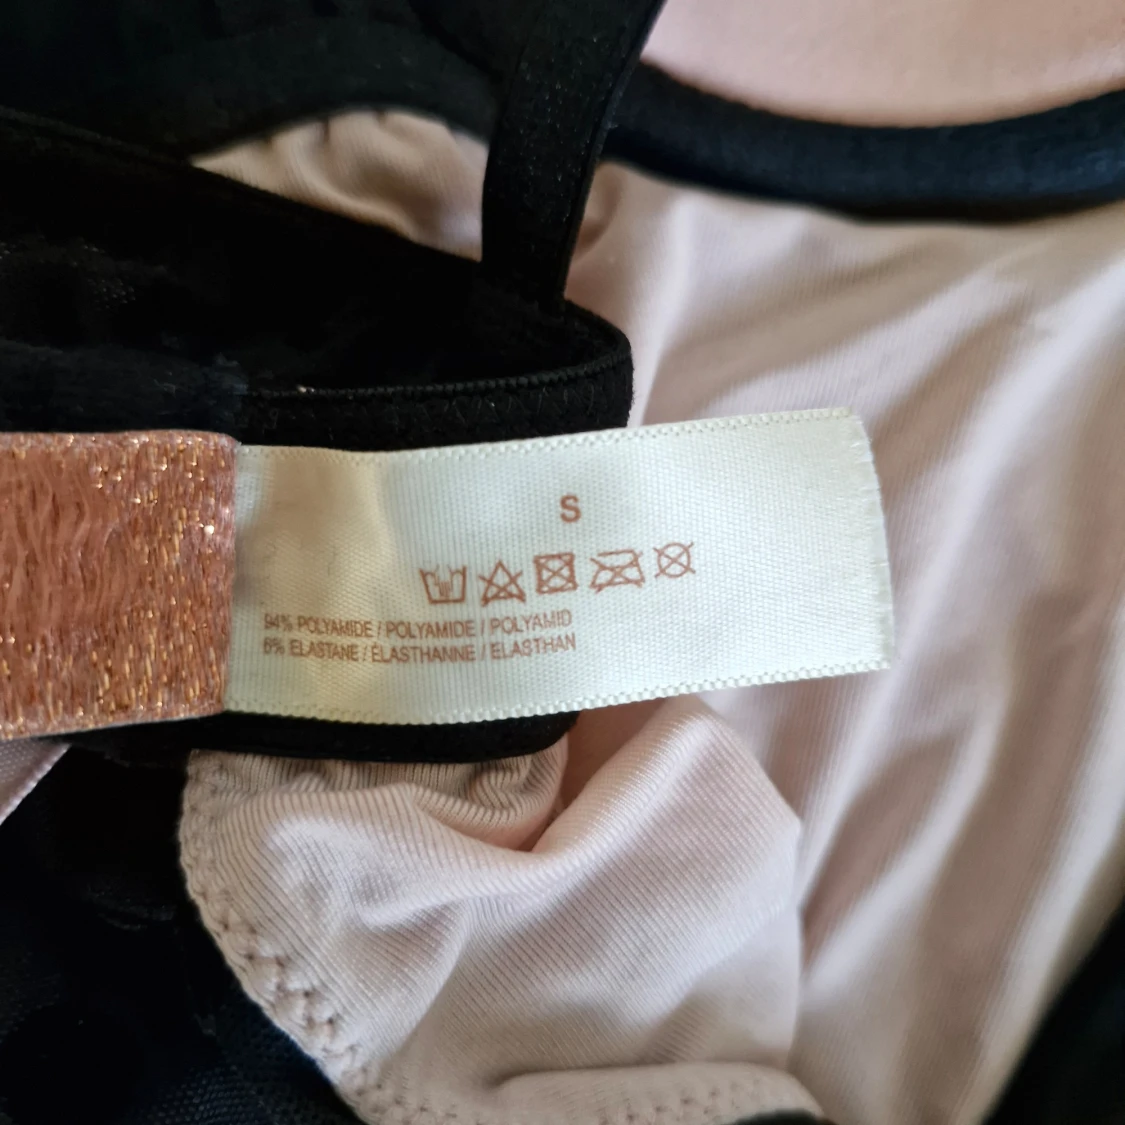 S
94% POLYAMIDE / POLYAMIDE / POLYAMID
6% ELASTANE / ÉLASTHANNE / ELASTHAN